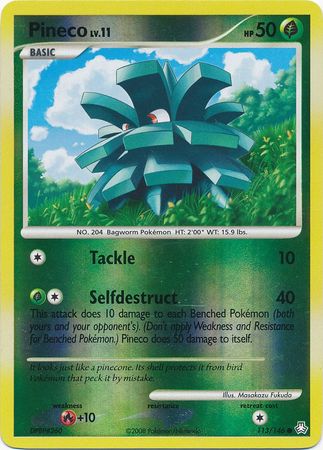 Pineco LV.11 HP 50
BASIC
NO. 204 Bagworm Pokémon HT: 2'00" WT: 15.9 lbs.
Tackle 10
Selfdestruct 40
This attack does 10 damage to each Benched Pokémon (both
yours and your opponent's). (Don't apply Weakness and Resistance
for Benched Pokémon.) Pineco does 50 damage to itself.
It looks just like a pinecone. Its shell protects it from bird
Pokémon that peck it by mistake.
Illus. Masakazu Fukuda
weakness resistance retreat cost
+10
DPBP#260 ©2008 Pokémon/Nintendo 113/146